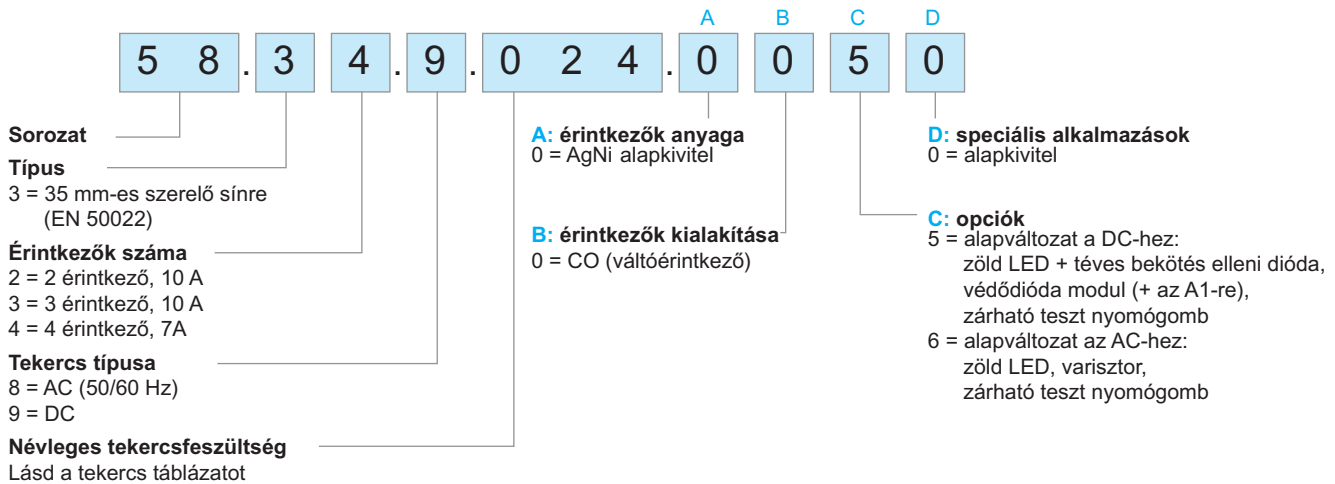 A B C D
5 8 . 3 4 . 9 . 0 2 4 . 0 0 5 0
Sorozat
Típus
3 = 35 mm-es szerelő sínre
(EN 50022)
Érintkezők száma
2 = 2 érintkező, 10 A
3 = 3 érintkező, 10 A
4 = 4 érintkező, 7A
Tekercs típusa
8 = AC (50/60 Hz)
9 = DC
Névleges tekercsfeszültség
Lásd a tekercs táblázatot
A: érintkezők anyaga
0 = AgNi alapkivitel
B: érintkezők kialakítása
0 = CO (váltóérintkező)
D: speciális alkalmazások
0 = alapkivitel
C: opciók
5 = alapváltozat a DC-hez:
zöld LED + téves bekötés elleni dióda,
védődióda modul (+ az A1-re),
zárható teszt nyomógomb
6 = alapváltozat az AC-hez:
zöld LED, varisztor,
zárható teszt nyomógomb